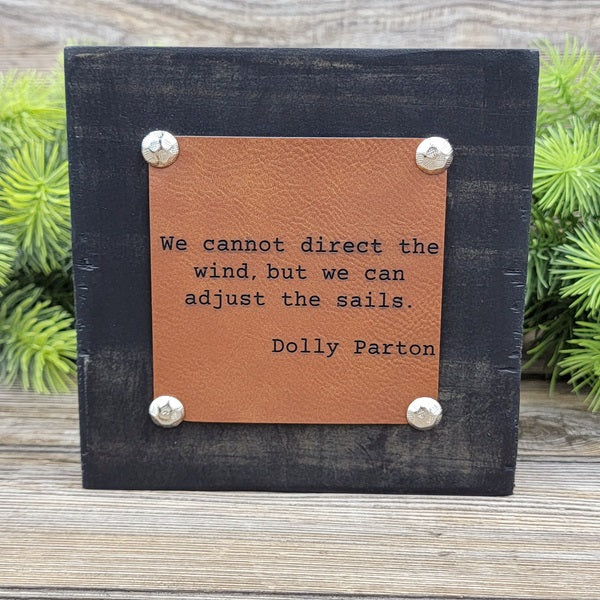 We cannot direct the
wind, but we can
adjust the sails.
Dolly Parton